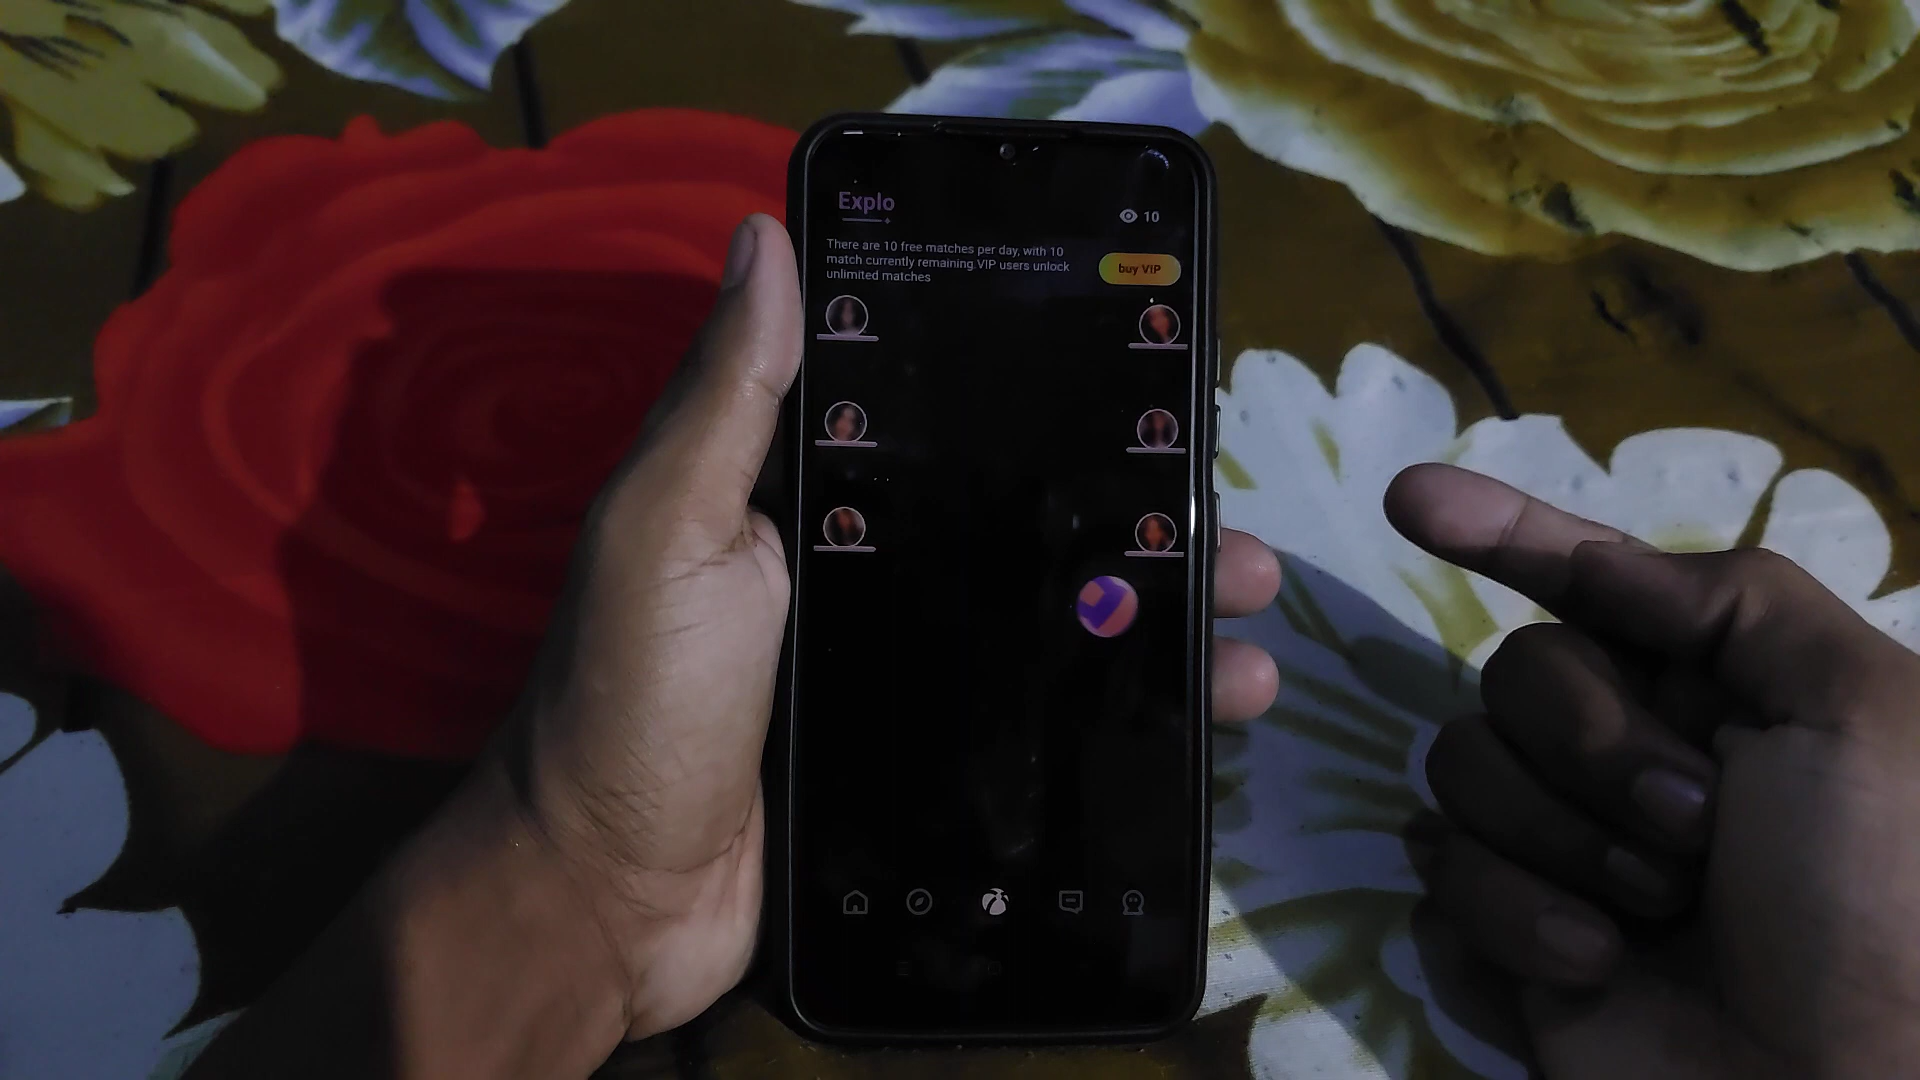 Explo
10
There are 10 free matches per day, with 10
match currently remaining.VIP users unlock
unlimited matches
buy VIP